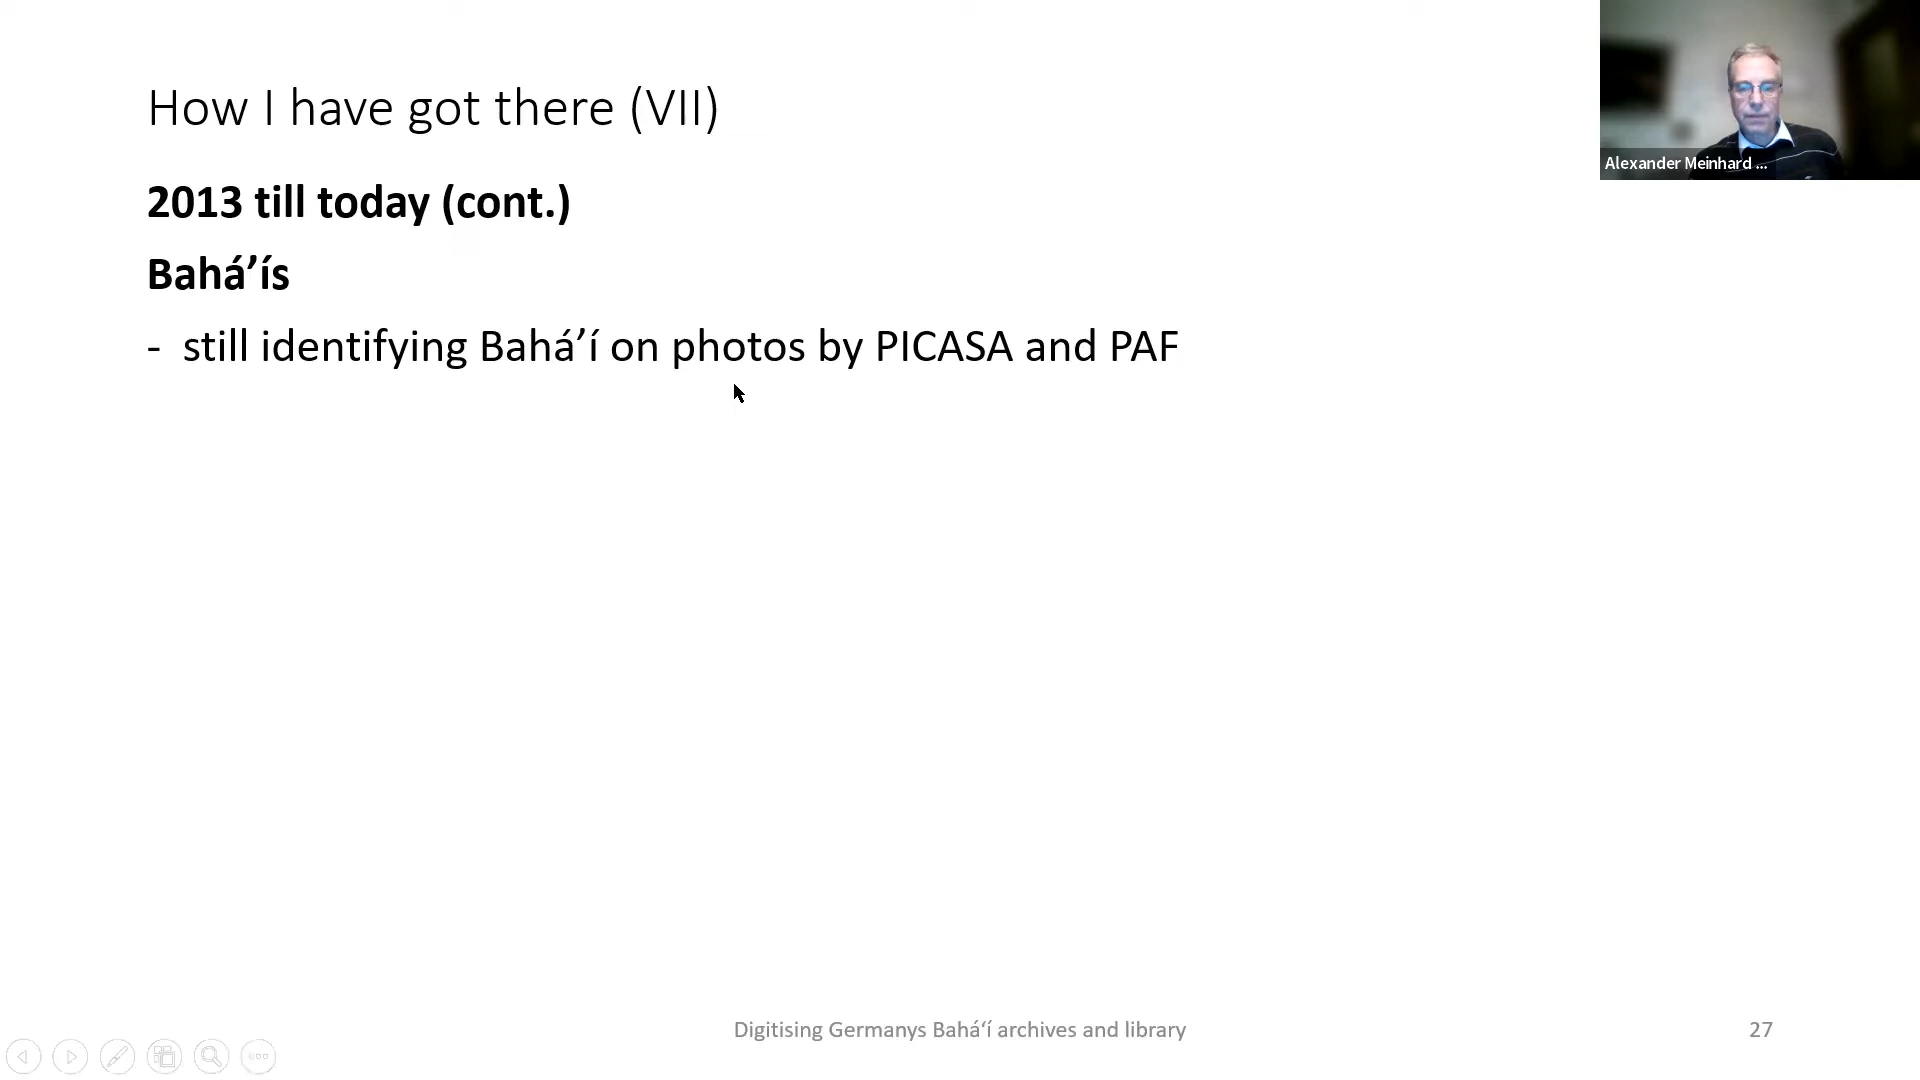 How I have got there (VII)
Alexander Meinhard ...
2013 till today (cont.)
Bahá’ís
- still identifying Bahá’í on photos by PICASA and PAF
Digitising Germanys Bahá‘í archives and library
27